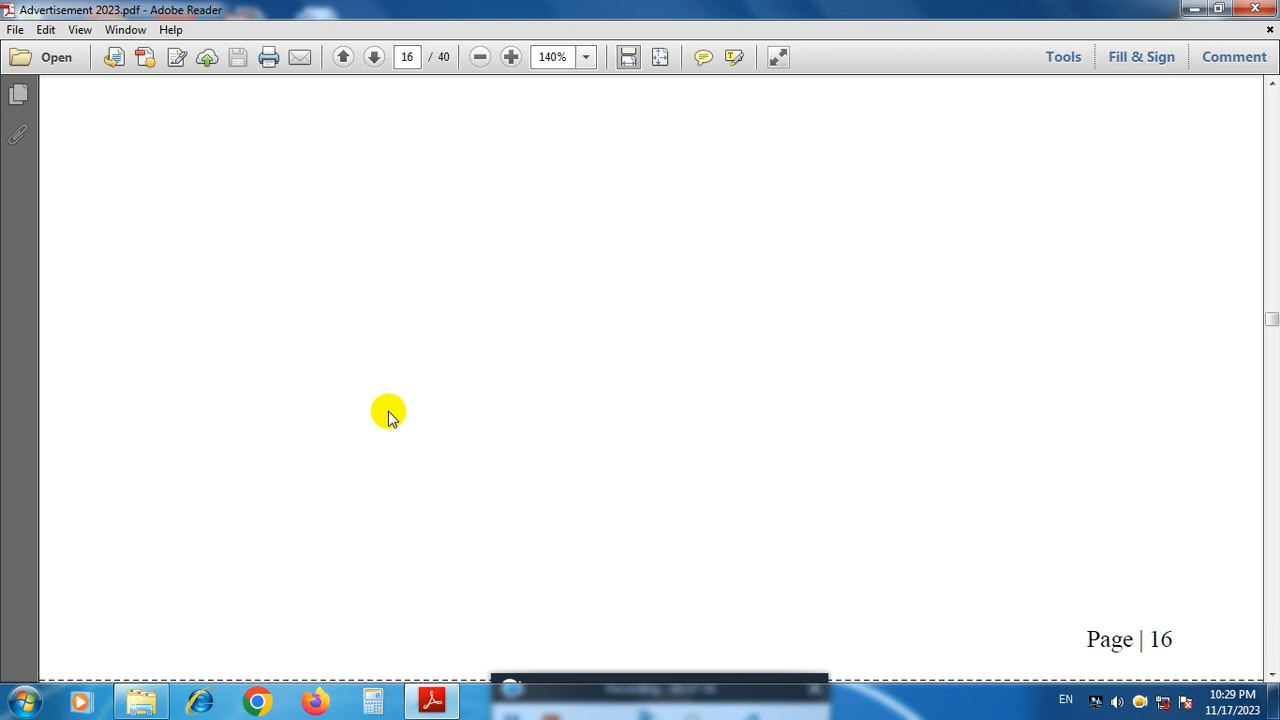 Advertisement 2023.pdf - Adobe Reader
File Edit View Window Help
Open 16 / 40 140% Tools Fill & Sign Comment
Page | 16
EN
10:29 PM
11/17/2023